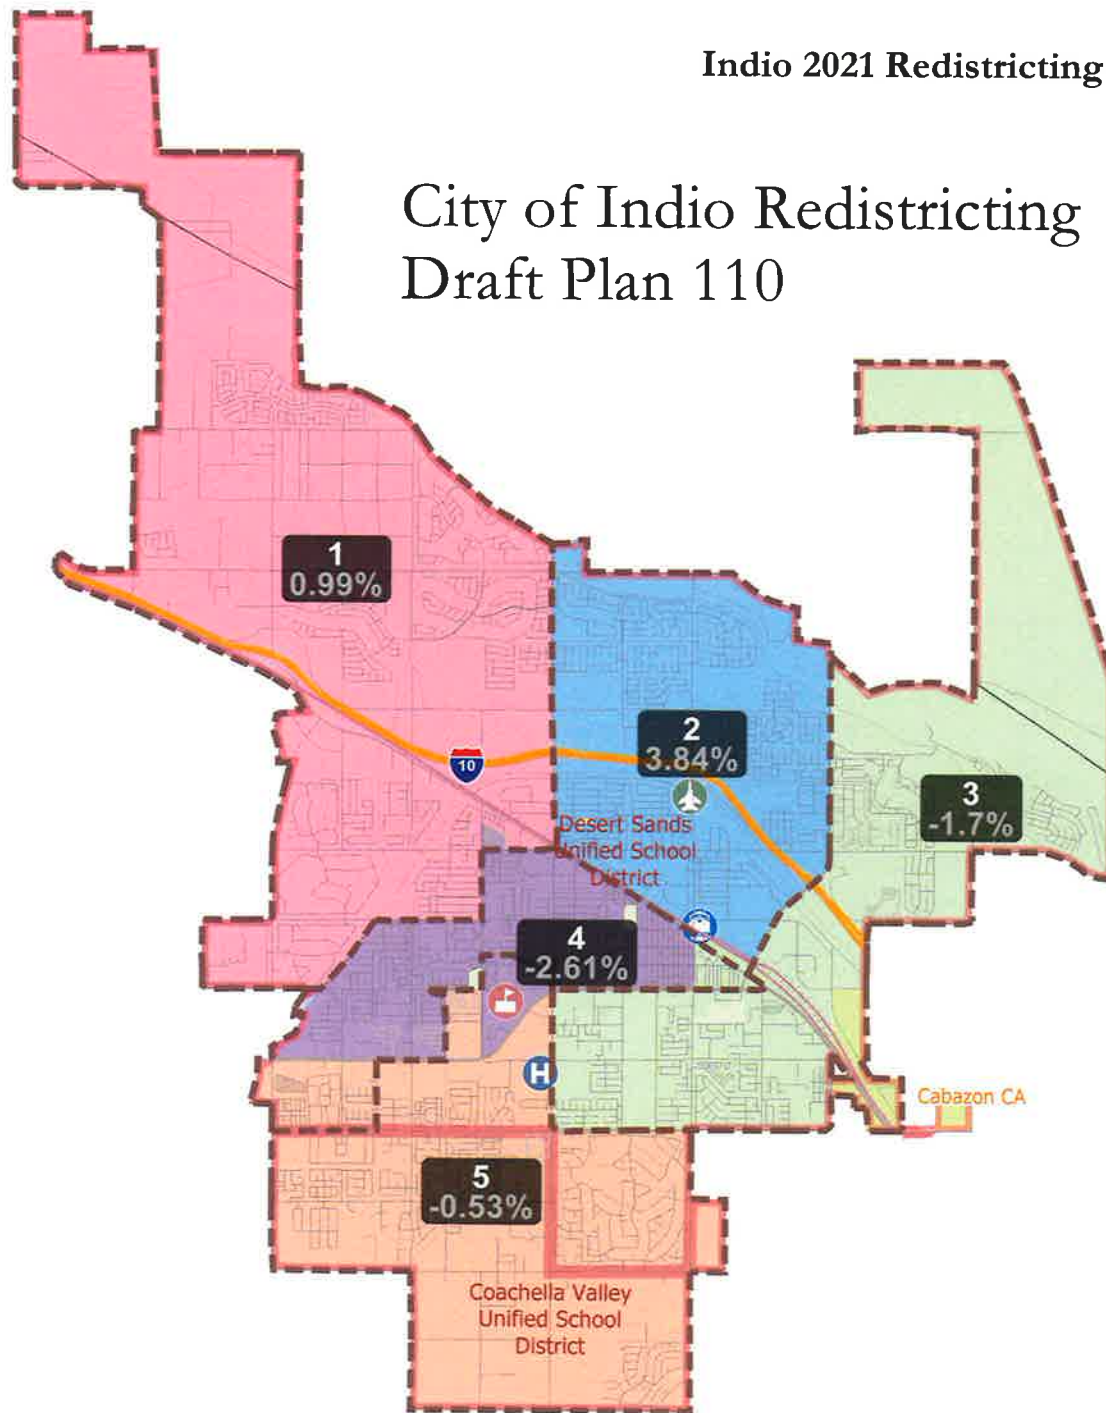 Indio 2021 Redistricting
City of Indio Redistricting
Draft Plan 110
1
0.99%
10
2
3.84%
3
-1.7%
Desert Sands
Unified School
District
4
-2.61%
H
Cabazon CA
5
-0.53%
Coachella Valley
Unified School
District